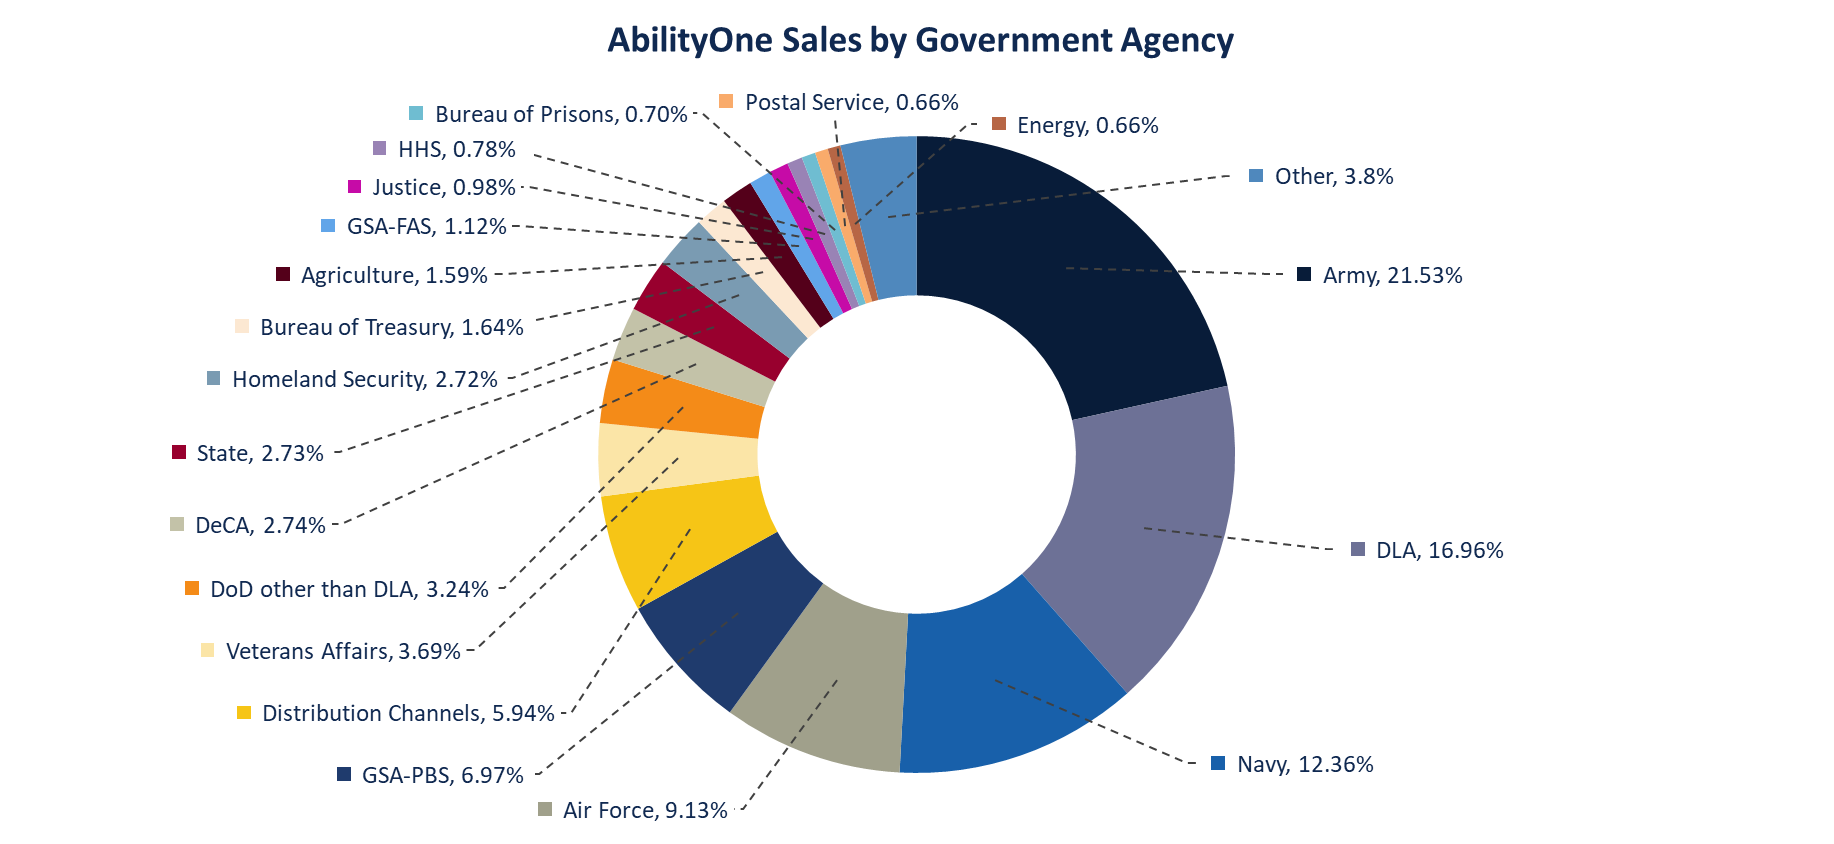 AbilityOne Sales by Government Agency
Postal Service, 0.66%
Bureau of Prisons, 0.70%
Energy, 0.66%
HHS, 0.78%
Other, 3.8%
Justice, 0.98%
GSA-FAS, 1.12%
Agriculture, 1.59%
Army, 21.53%
Bureau of Treasury, 1.64%
Homeland Security, 2.72%
State, 2.73%
DeCA, 2.74%
DLA, 16.96%
DoD other than DLA, 3.24%
Veterans Affairs, 3.69%
Distribution Channels, 5.94%
Navy, 12.36%
GSA-PBS, 6.97%
Air Force, 9.13%